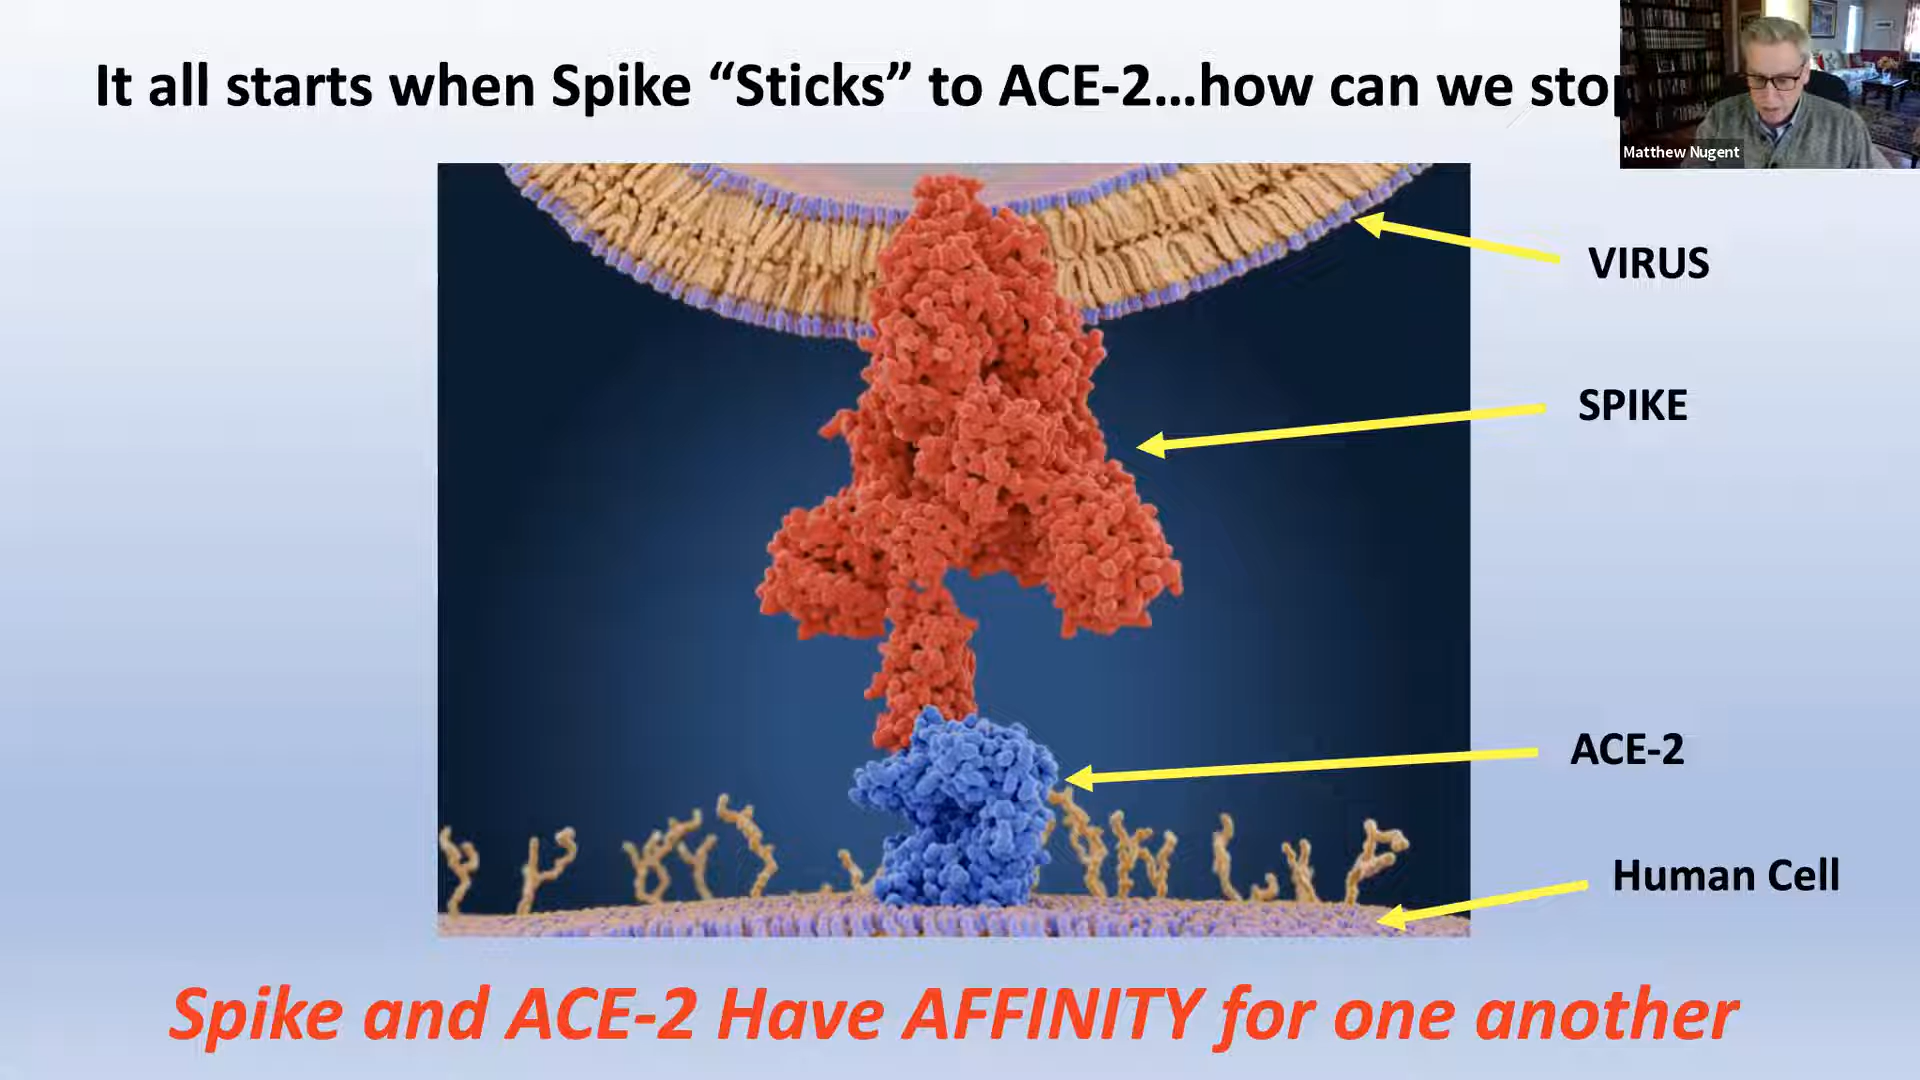 It all starts when Spike “Sticks” to ACE-2…how can we
Matthew Nugent
VIRUS
SPIKE
ACE-2
Human Cell
Spike and ACE-2 Have AFFINITY for one another